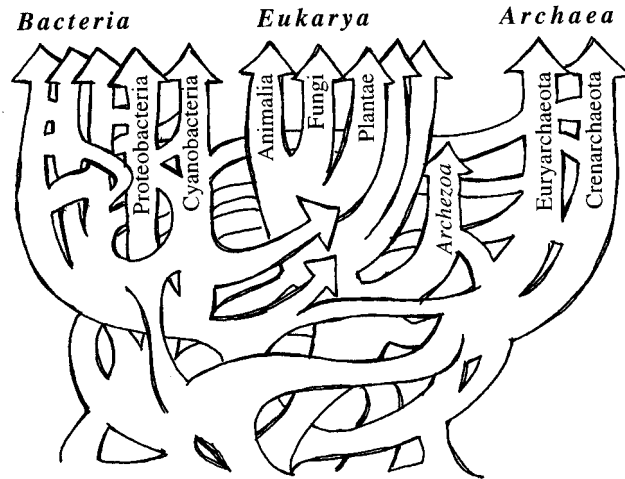 Bacteria
Eukarya
Archaea
Proteobacteria
Cyanobacteria
Animalia
Fungi
Plantae
Archezoa
Euryarchaeota
Crenarchaeota